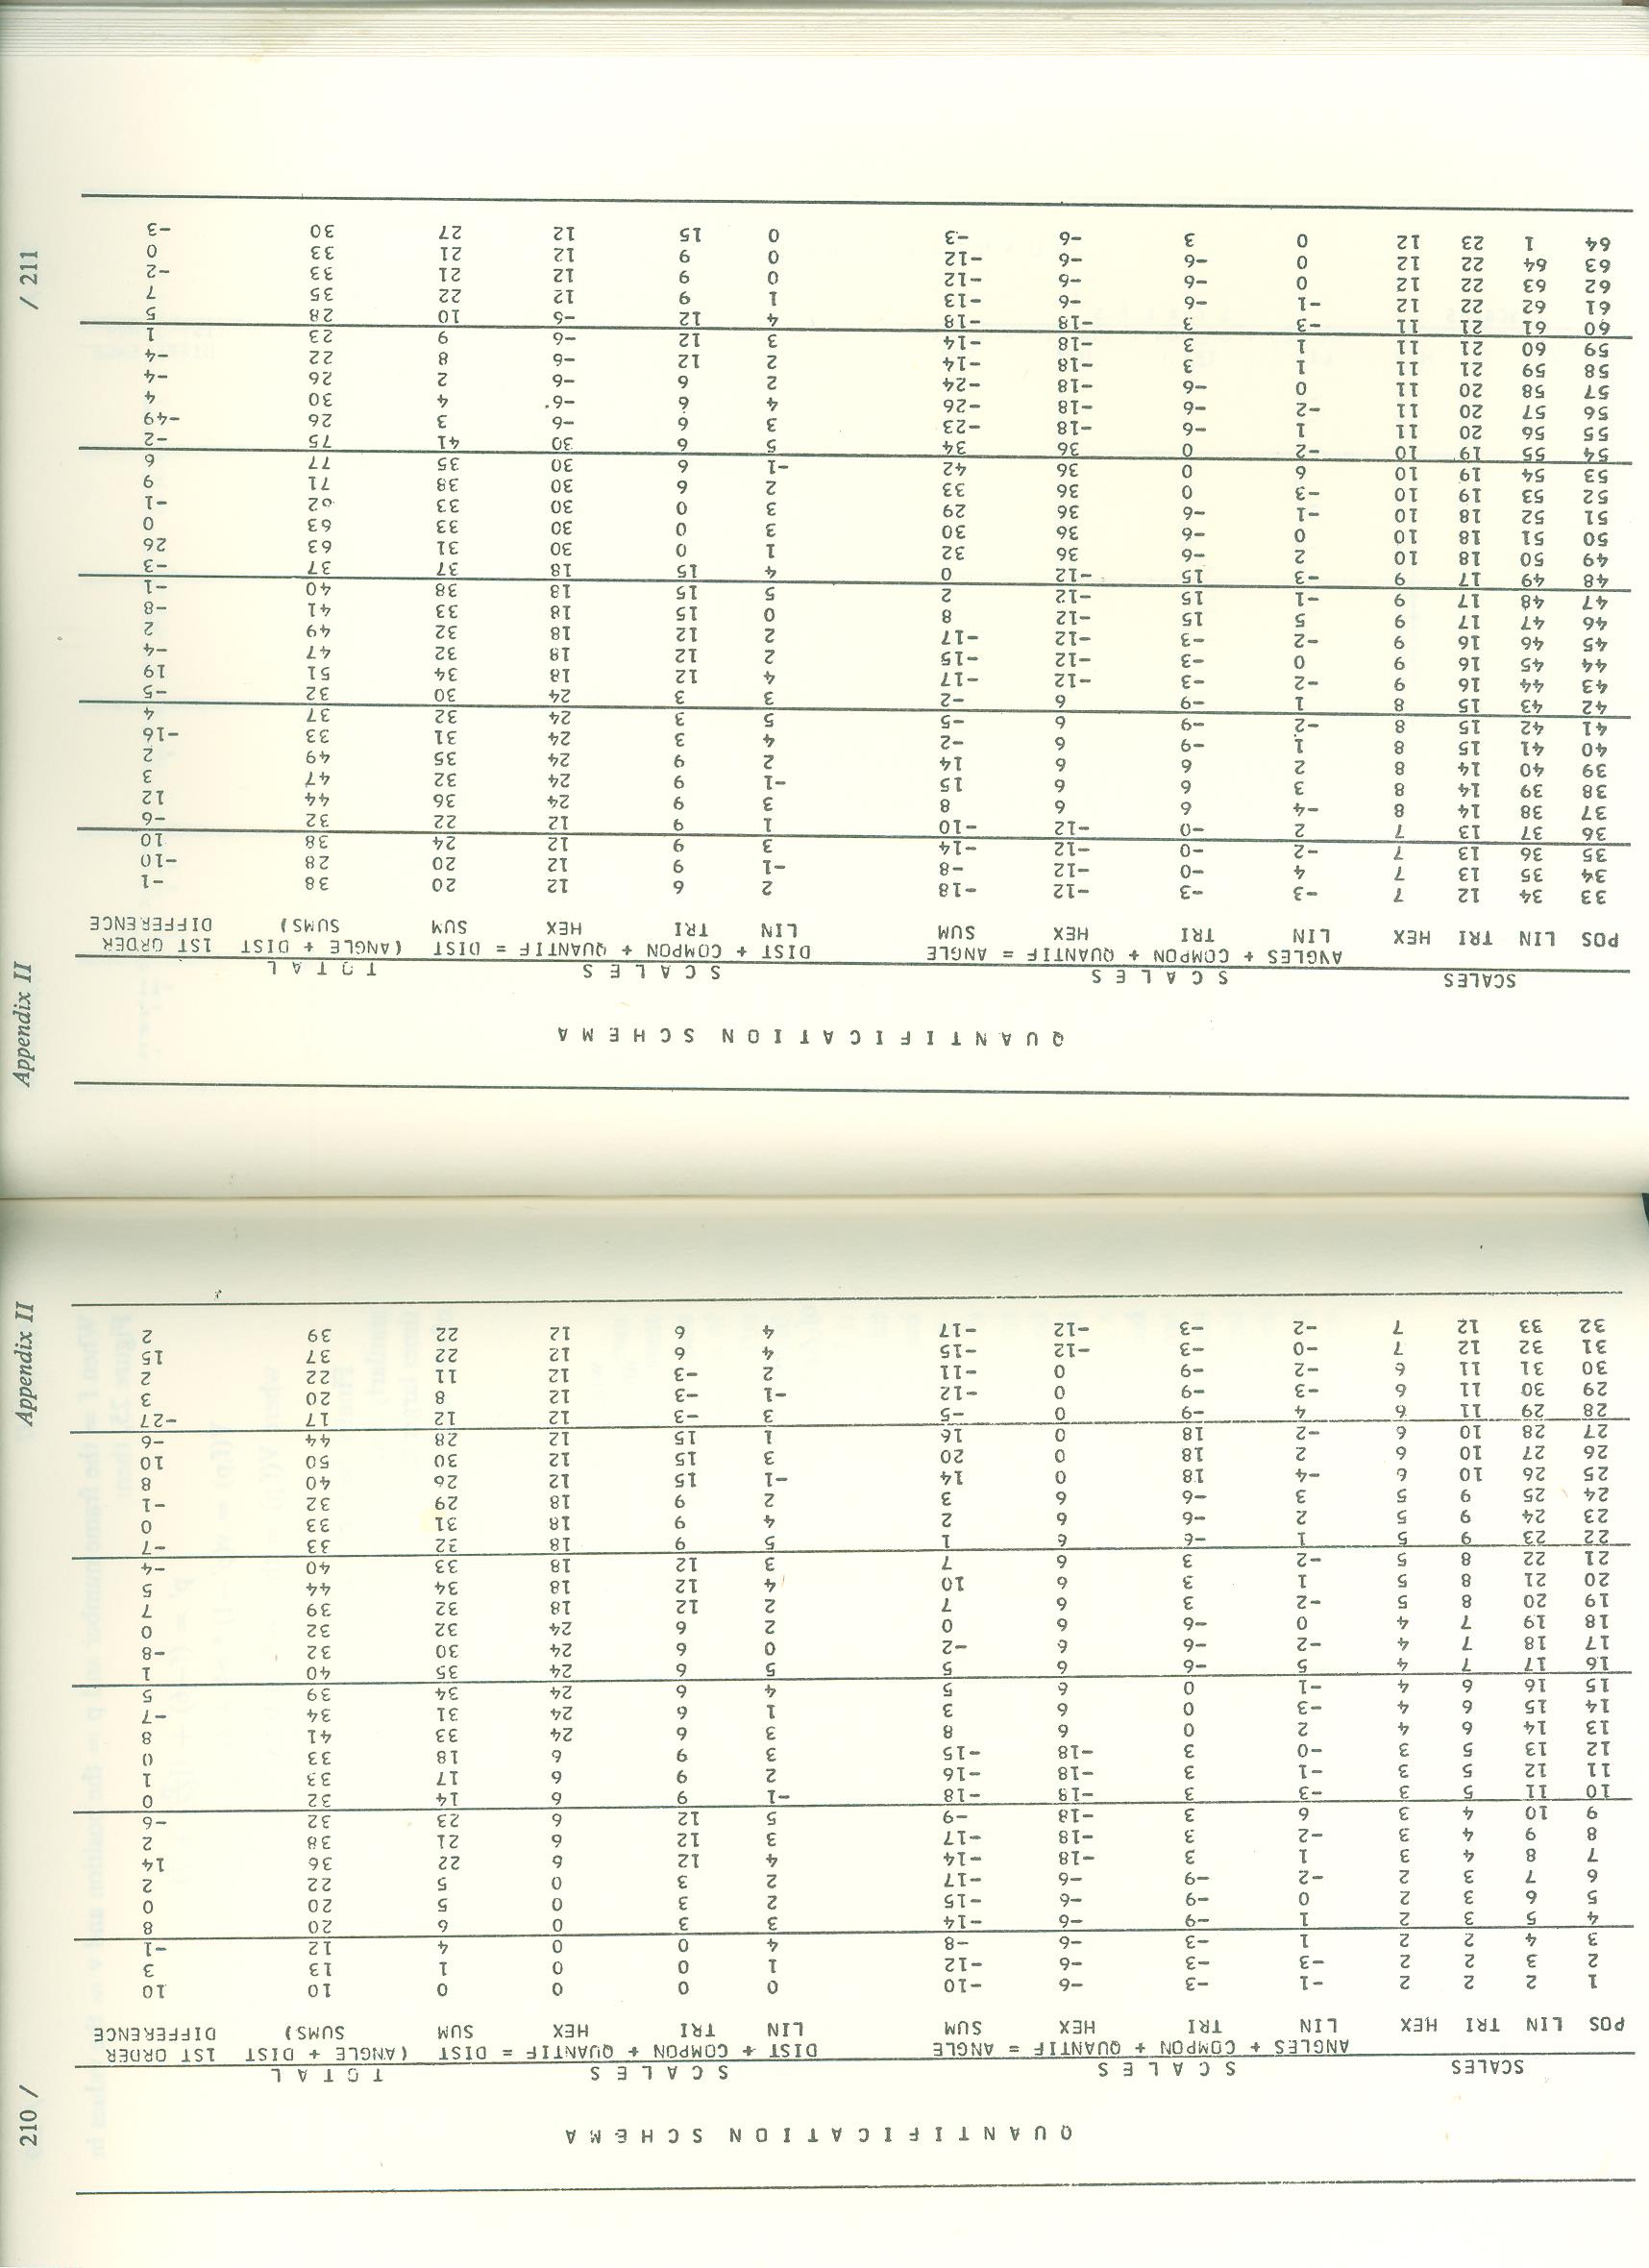 210 /
QUANTIFICATION SCHEMA
SCALES SCALES SCALES TOTAL
ANGLES + COMPON + QUANTIF = ANGLE DIST + COMPON + QUANTIF = DIST (ANGLE + DIST 1ST ORDER
POS LIN TRI HEX LIN TRI HEX SUM LIN TRI HEX SUM SUMS) DIFFERENCE
1 2 2 2 -1 -3 -6 -10 0 0 0 0 10 10
2 3 2 2 -3 -3 -6 -12 1 0 0 1 13 3
3 4 2 2 1 -3 -6 -8 4 0 0 4 12 -1
4 5 3 2 1 -9 -6 -14 3 3 0 6 20 8
5 6 3 2 0 -9 -6 -15 2 3 0 5 20 0
6 7 3 2 -2 -9 -6 -17 2 3 0 5 22 2
7 8 4 3 1 3 -18 -14 4 12 6 22 36 14
8 9 4 3 -2 3 -18 -17 3 12 6 21 38 2
9 10 4 3 6 3 -18 -9 5 12 6 23 32 -6
10 11 5 3 -3 3 -18 -18 -1 9 6 14 32 0
11 12 5 3 -1 3 -18 -16 2 9 6 17 33 1
12 13 5 3 -0 3 -18 -15 3 9 6 18 33 0
13 14 6 4 2 0 6 8 3 6 24 33 41 8
14 15 6 4 -3 0 6 3 1 6 24 31 34 -7
15 16 6 4 -1 0 6 5 4 6 24 34 39 5
16 17 7 4 5 -6 6 5 5 6 24 35 40 1
17 18 7 4 -2 -6 6 -2 0 6 24 30 32 -8
18 19 7 4 0 -6 6 0 2 6 24 32 32 0
19 20 8 5 -2 3 6 7 2 12 18 32 39 7
20 21 8 5 1 3 6 10 4 12 18 34 44 5
21 22 8 5 -2 3 6 7 3 12 18 33 40 -4
22 23 9 5 1 -6 6 1 5 9 18 32 33 -7
23 24 9 5 2 -6 6 2 4 9 18 31 33 0
24 25 9 5 3 -6 6 3 2 9 18 29 32 -1
25 26 10 6 -4 18 0 14 -1 15 12 26 40 8
26 27 10 6 2 18 0 20 3 15 12 30 50 10
27 28 10 6 -2 18 0 16 1 15 12 28 44 -6
28 29 11 6 4 -9 0 -5 3 -3 12 12 17 -27
29 30 11 6 -3 -9 0 -12 -1 -3 12 8 20 3
30 31 11 6 -2 -9 0 -11 2 -3 12 11 22 2
31 32 12 7 -0 -3 -12 -15 4 6 12 22 37 15
32 33 12 7 -2 -3 -12 -17 4 6 12 22 39 2
Appendix II
Appendix II
QUANTIFICATION SCHEMA
SCALES SCALES SCALES TOTAL
ANGLES + COMPON + QUANTIF = ANGLE DIST + COMPON + QUANTIF = DIST (ANGLE + DIST 1ST ORDER
POS LIN TRI HEX LIN TRI HEX SUM LIN TRI HEX SUM SUMS) DIFFERENCE
33 34 12 7 -3 -3 -12 -18 2 6 12 20 38 -1
34 35 13 7 4 -0 -12 -8 -1 9 12 20 28 -10
35 36 13 7 -2 -0 -12 -14 3 9 12 24 38 10
36 37 13 7 2 -0 -12 -10 1 9 12 22 32 -6
37 38 14 8 -4 6 6 8 3 9 24 36 44 12
38 39 14 8 3 6 6 15 -1 9 24 32 47 3
39 40 14 8 2 6 6 14 2 9 24 35 49 2
40 41 15 8 1 -9 6 -2 4 3 24 31 33 -16
41 42 15 8 -2 -9 6 -5 5 3 24 32 37 4
42 43 15 8 1 -9 6 -2 3 3 24 30 32 -5
43 44 16 9 -2 -3 -12 -17 4 12 18 34 51 19
44 45 16 9 0 -3 -12 -15 2 12 18 32 47 -4
45 46 16 9 -2 -3 -12 -17 2 12 18 32 49 2
46 47 17 9 5 15 -12 8 0 15 18 33 41 -8
47 48 17 9 -1 15 -12 2 5 15 18 38 40 -1
48 49 17 9 -3 15 -12 0 4 15 18 37 37 -3
49 50 18 10 2 -6 36 32 1 0 30 31 63 26
50 51 18 10 0 -6 36 30 3 0 30 33 63 0
51 52 18 10 -1 -6 36 29 3 0 30 33 62 -1
52 53 19 10 -3 0 36 33 2 6 30 38 71 9
53 54 19 10 6 0 36 42 -1 6 30 35 77 6
54 55 19 10 -2 0 36 34 5 6 30 41 75 -2
55 56 20 11 1 -6 -18 -23 3 6 -6 3 26 -49
56 57 20 11 -2 -6 -18 -26 4 6 -6 4 30 4
57 58 20 11 0 -6 -18 -24 2 6 -6 2 26 -4
58 59 21 11 1 3 -18 -14 2 12 -6 8 22 -4
59 60 21 11 1 3 -18 -14 3 12 -6 9 23 1
60 61 21 11 -3 3 -18 -18 4 12 -6 10 28 5
61 62 22 12 -1 -6 -6 -13 1 9 12 22 35 7
62 63 22 12 0 -6 -6 -12 0 9 12 21 33 -2
63 64 22 12 0 -6 -6 -12 0 9 12 21 33 0
64 1 23 12 0 3 -6 -3 0 15 12 27 30 -3
/ 211